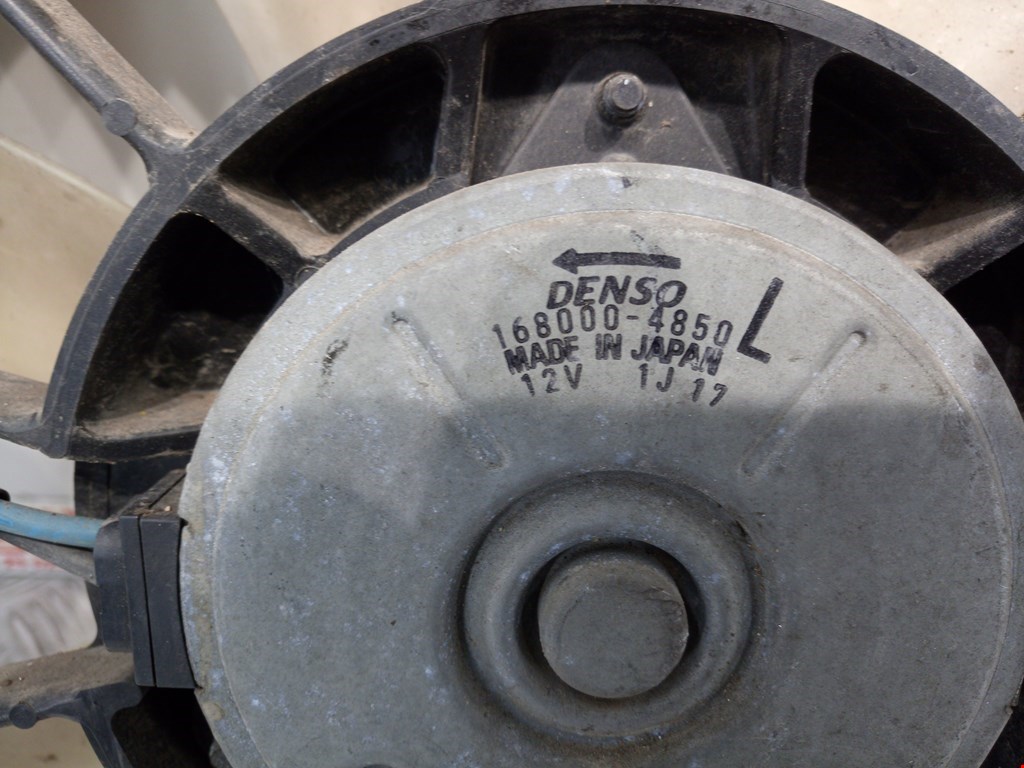 DENSO
168000-4850 L
MADE IN JAPAN
12V 1J 17